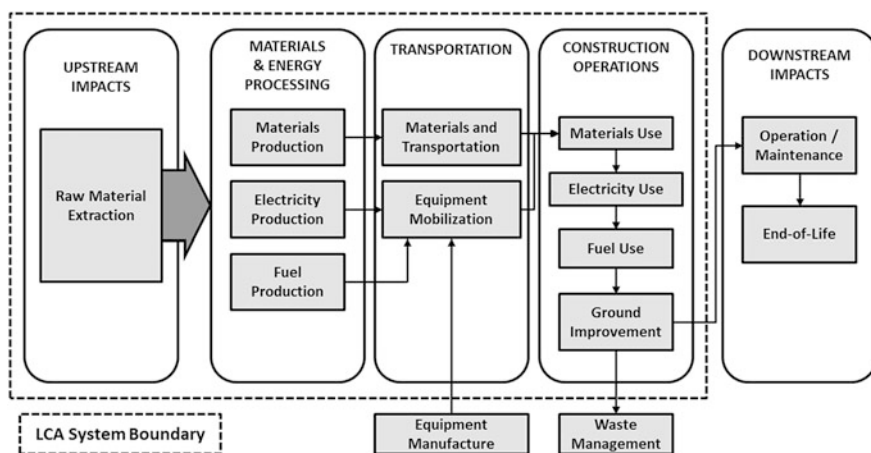 UPSTREAM
IMPACTS
Raw Material
Extraction
MATERIALS
& ENERGY
PROCESSING
Materials
Production
Electricity
Production
Fuel
Production
TRANSPORTATION
Materials and
Transportation
Equipment
Mobilization
CONSTRUCTION
OPERATIONS
Materials Use
Electricity Use
Fuel Use
Ground
Improvement
DOWNSTREAM
IMPACTS
Operation /
Maintenance
End-of-Life
LCA System Boundary
Equipment
Manufacture
Waste
Management